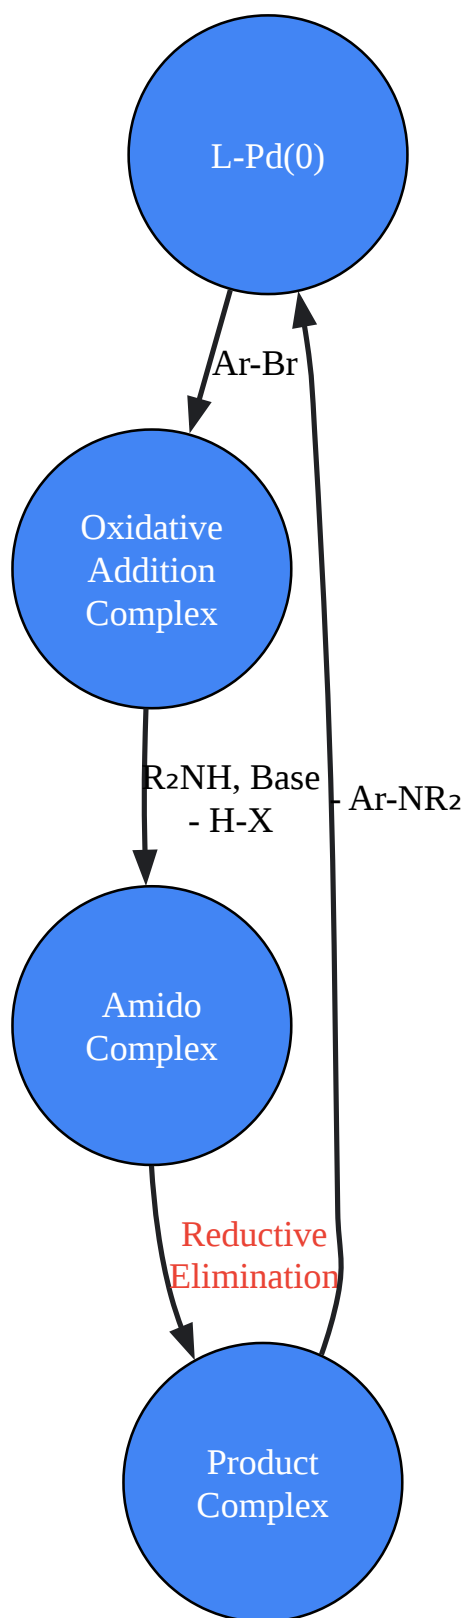 L-Pd(0)
Ar-Br
Oxidative
Addition
Complex
R₂NH, Base
- H-X
- Ar-NR₂
Amido
Complex
Reductive
Elimination
Product
Complex